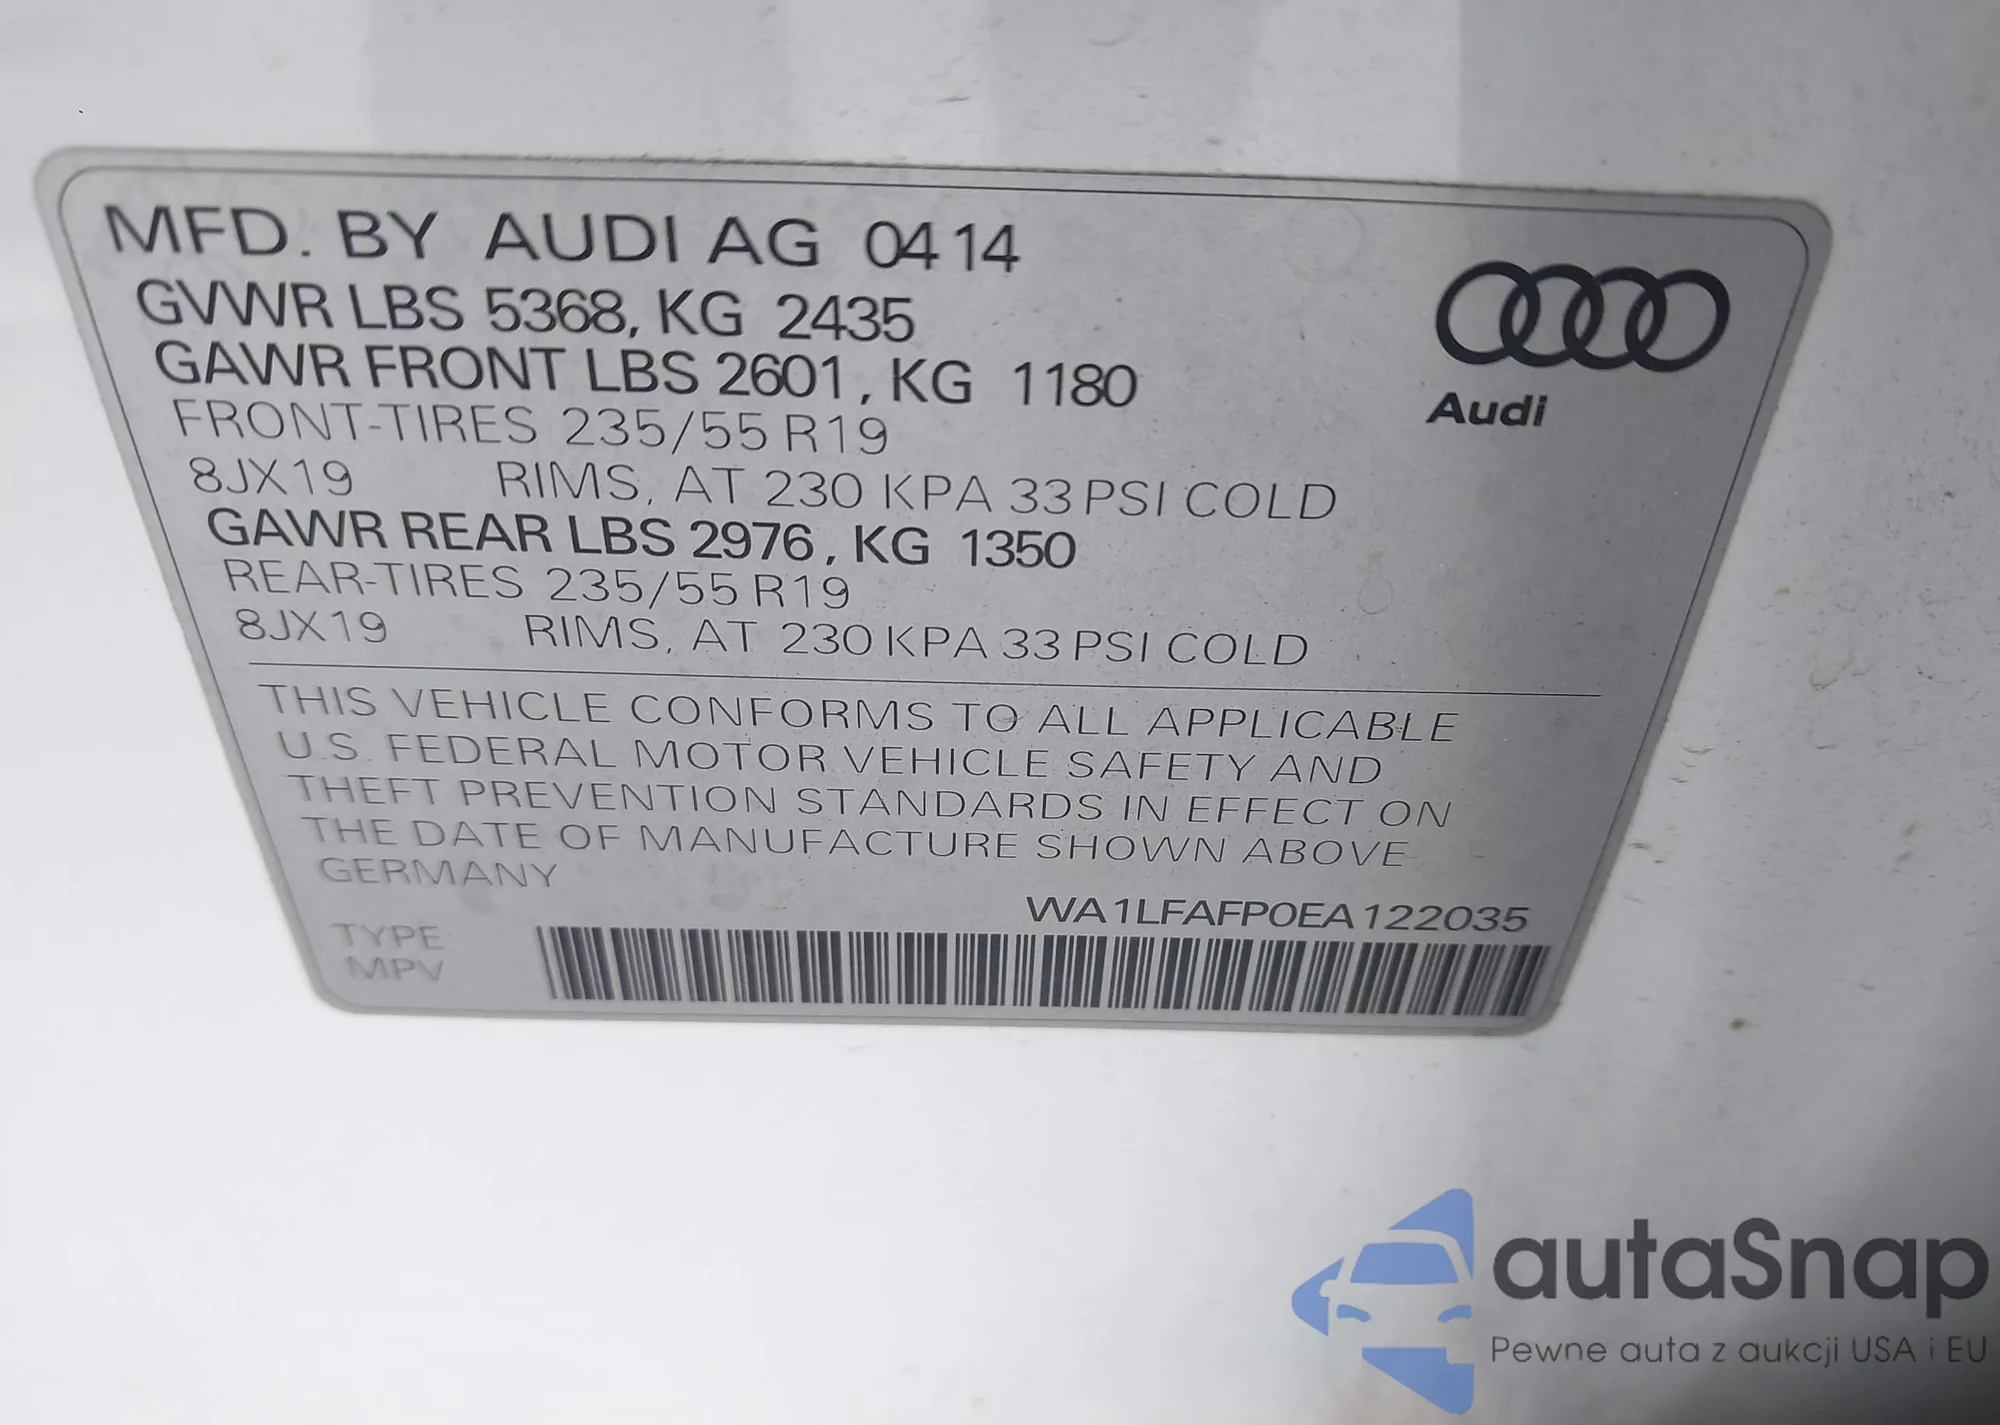 MFD. BY AUDI AG 0414
GVWR LBS 5368, KG 2435
GAWR FRONT LBS 2601, KG 1180
FRONT-TIRES 235/55 R19
8JX19 RIMS, AT 230 KPA 33 PSI COLD
GAWR REAR LBS 2976, KG 1350
REAR-TIRES 235/55 R19
8JX19 RIMS, AT 230 KPA 33 PSI COLD
Audi
THIS VEHICLE CONFORMS TO ALL APPLICABLE
U.S. FEDERAL MOTOR VEHICLE SAFETY AND
THEFT PREVENTION STANDARDS IN EFFECT ON
THE DATE OF MANUFACTURE SHOWN ABOVE
GERMANY
WA1LFAFP0EA122035
TYPE
MPV
autaSnap
Pewne auta z aukcji USA i EU